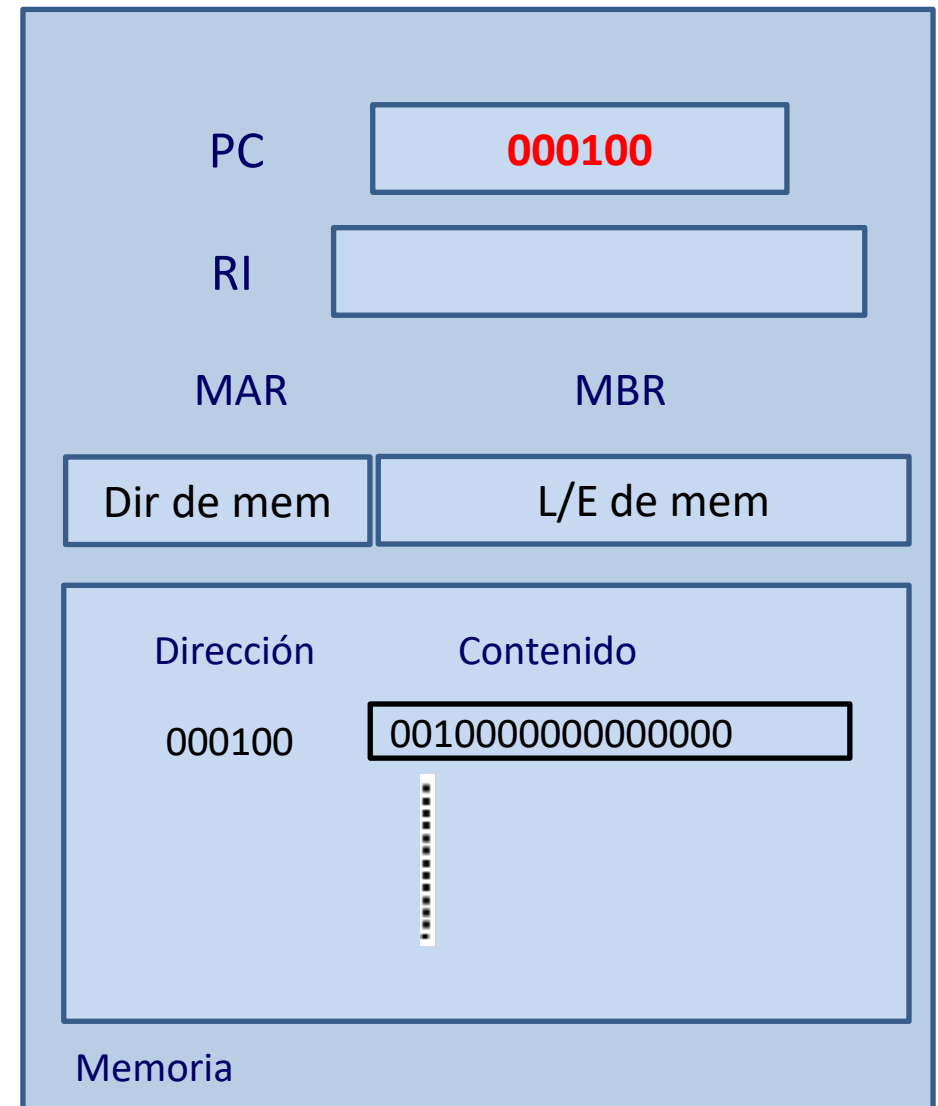 PC 000100
RI
MAR MBR
Dir de mem L/E de mem
Dirección Contenido
000100 0010000000000000
Memoria